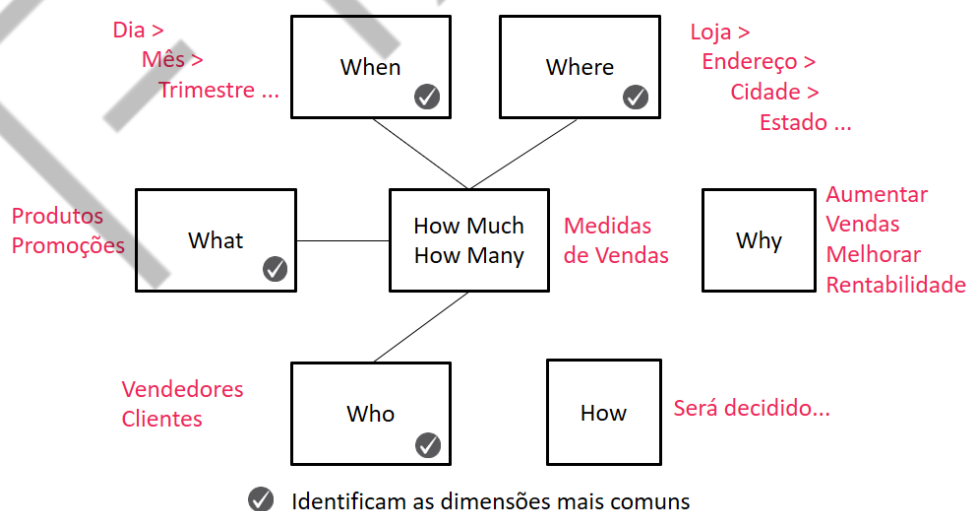 Dia >
Mês >
Trimestre ...
When
Where
Loja >
Endereço >
Cidade >
Estado ...
Produtos
Promoções
What
How Much
How Many
Medidas
de Vendas
Why
Aumentar
Vendas
Melhorar
Rentabilidade
Vendedores
Clientes
Who
How
Será decidido...
Identificam as dimensões mais comuns